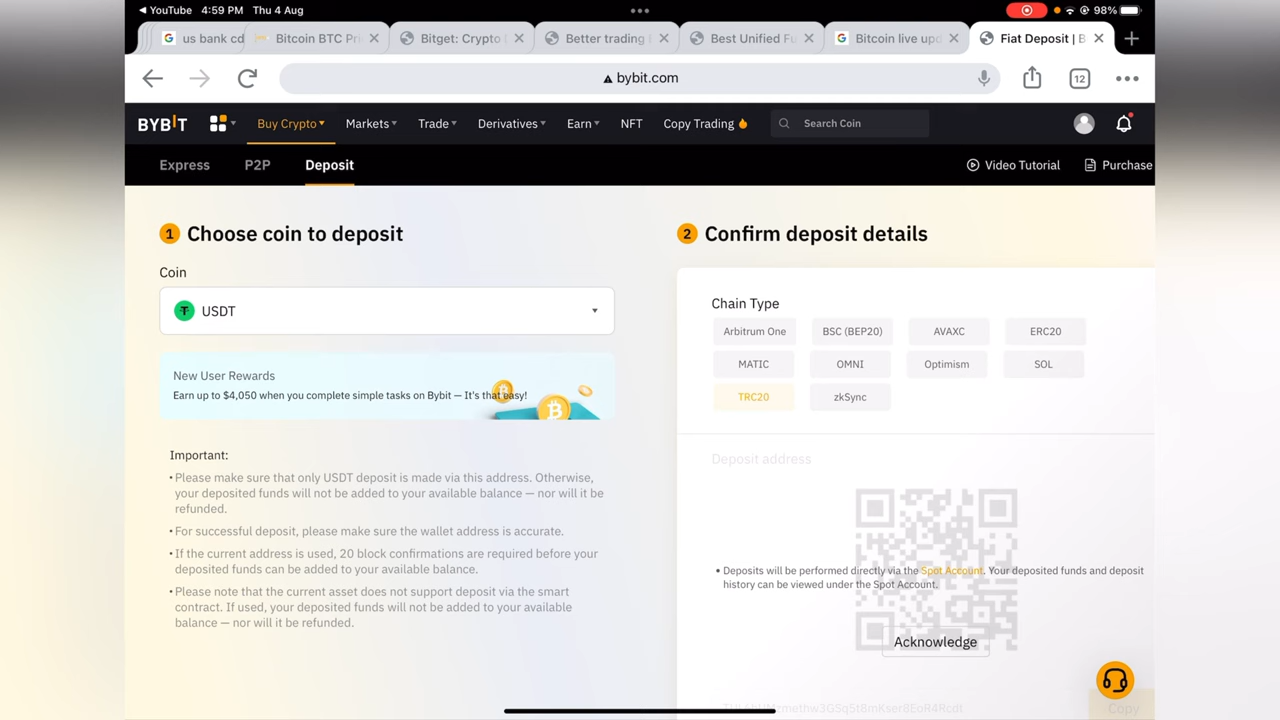 YouTube 4:59 PM Thu 4 Aug
98%
us bank cd
Bitcoin BTC Pri
Bitget: Crypto
Better trading
Best Unified Fu
Bitcoin live upd
Fiat Deposit | B
bybit.com
12
BYBIT
Buy Crypto
Markets
Trade
Derivatives
Earn
NFT
Copy Trading
Search Coin
Express
P2P
Deposit
Video Tutorial
Purchase
1 Choose coin to deposit
Coin
USDT
New User Rewards
Earn up to $4,050 when you complete simple tasks on Bybit — It's that easy!
Important:
• Please make sure that only USDT deposit is made via this address. Otherwise,
your deposited funds will not be added to your available balance — nor will it be
refunded.
• For successful deposit, please make sure the wallet address is accurate.
• If the current address is used, 20 block confirmations are required before your
deposited funds can be added to your available balance.
• Please note that the current asset does not support deposit via the smart
contract. If used, your deposited funds will not be added to your available
balance — nor will it be refunded.
2 Confirm deposit details
Chain Type
Arbitrum One
BSC (BEP20)
AVAXC
ERC20
MATIC
OMNI
Optimism
SOL
TRC20
zkSync
Deposit address
• Deposits will be performed directly via the Spot Account. Your deposited funds and deposit
history can be viewed under the Spot Account.
Acknowledge
Copy